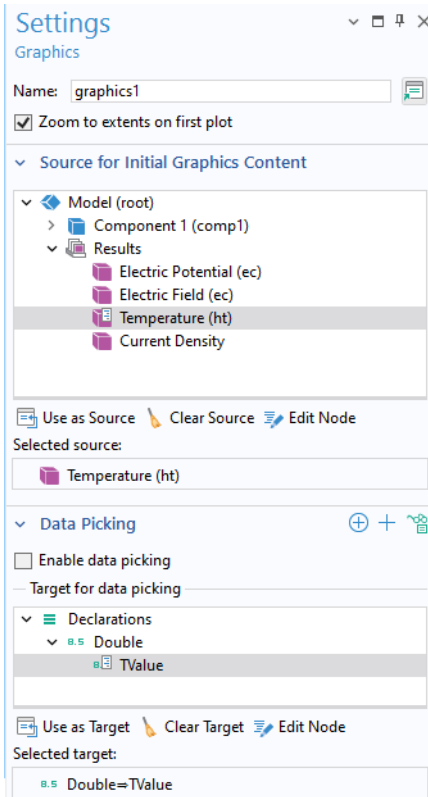 Settings
Graphics
Name: graphics1
Zoom to extents on first plot
Source for Initial Graphics Content
Model (root)
Component 1 (comp1)
Results
Electric Potential (ec)
Electric Field (ec)
Temperature (ht)
Current Density
Use as Source Clear Source Edit Node
Selected source:
Temperature (ht)
Data Picking
Enable data picking
Target for data picking
Declarations
8.5 Double
TValue
Use as Target Clear Target Edit Node
Selected target:
8.5 Double⇒TValue